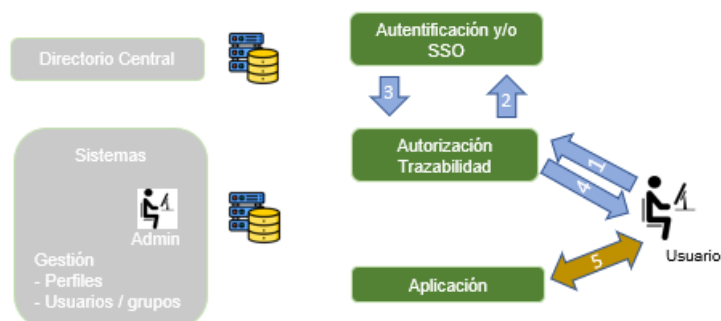 Directorio Central
Autentificación y/o
SSO
3
2
Sistemas
Autorización
Trazabilidad
1
4
Admin
Gestión
- Perfiles
- Usuarios / grupos
Usuario
5
Aplicación